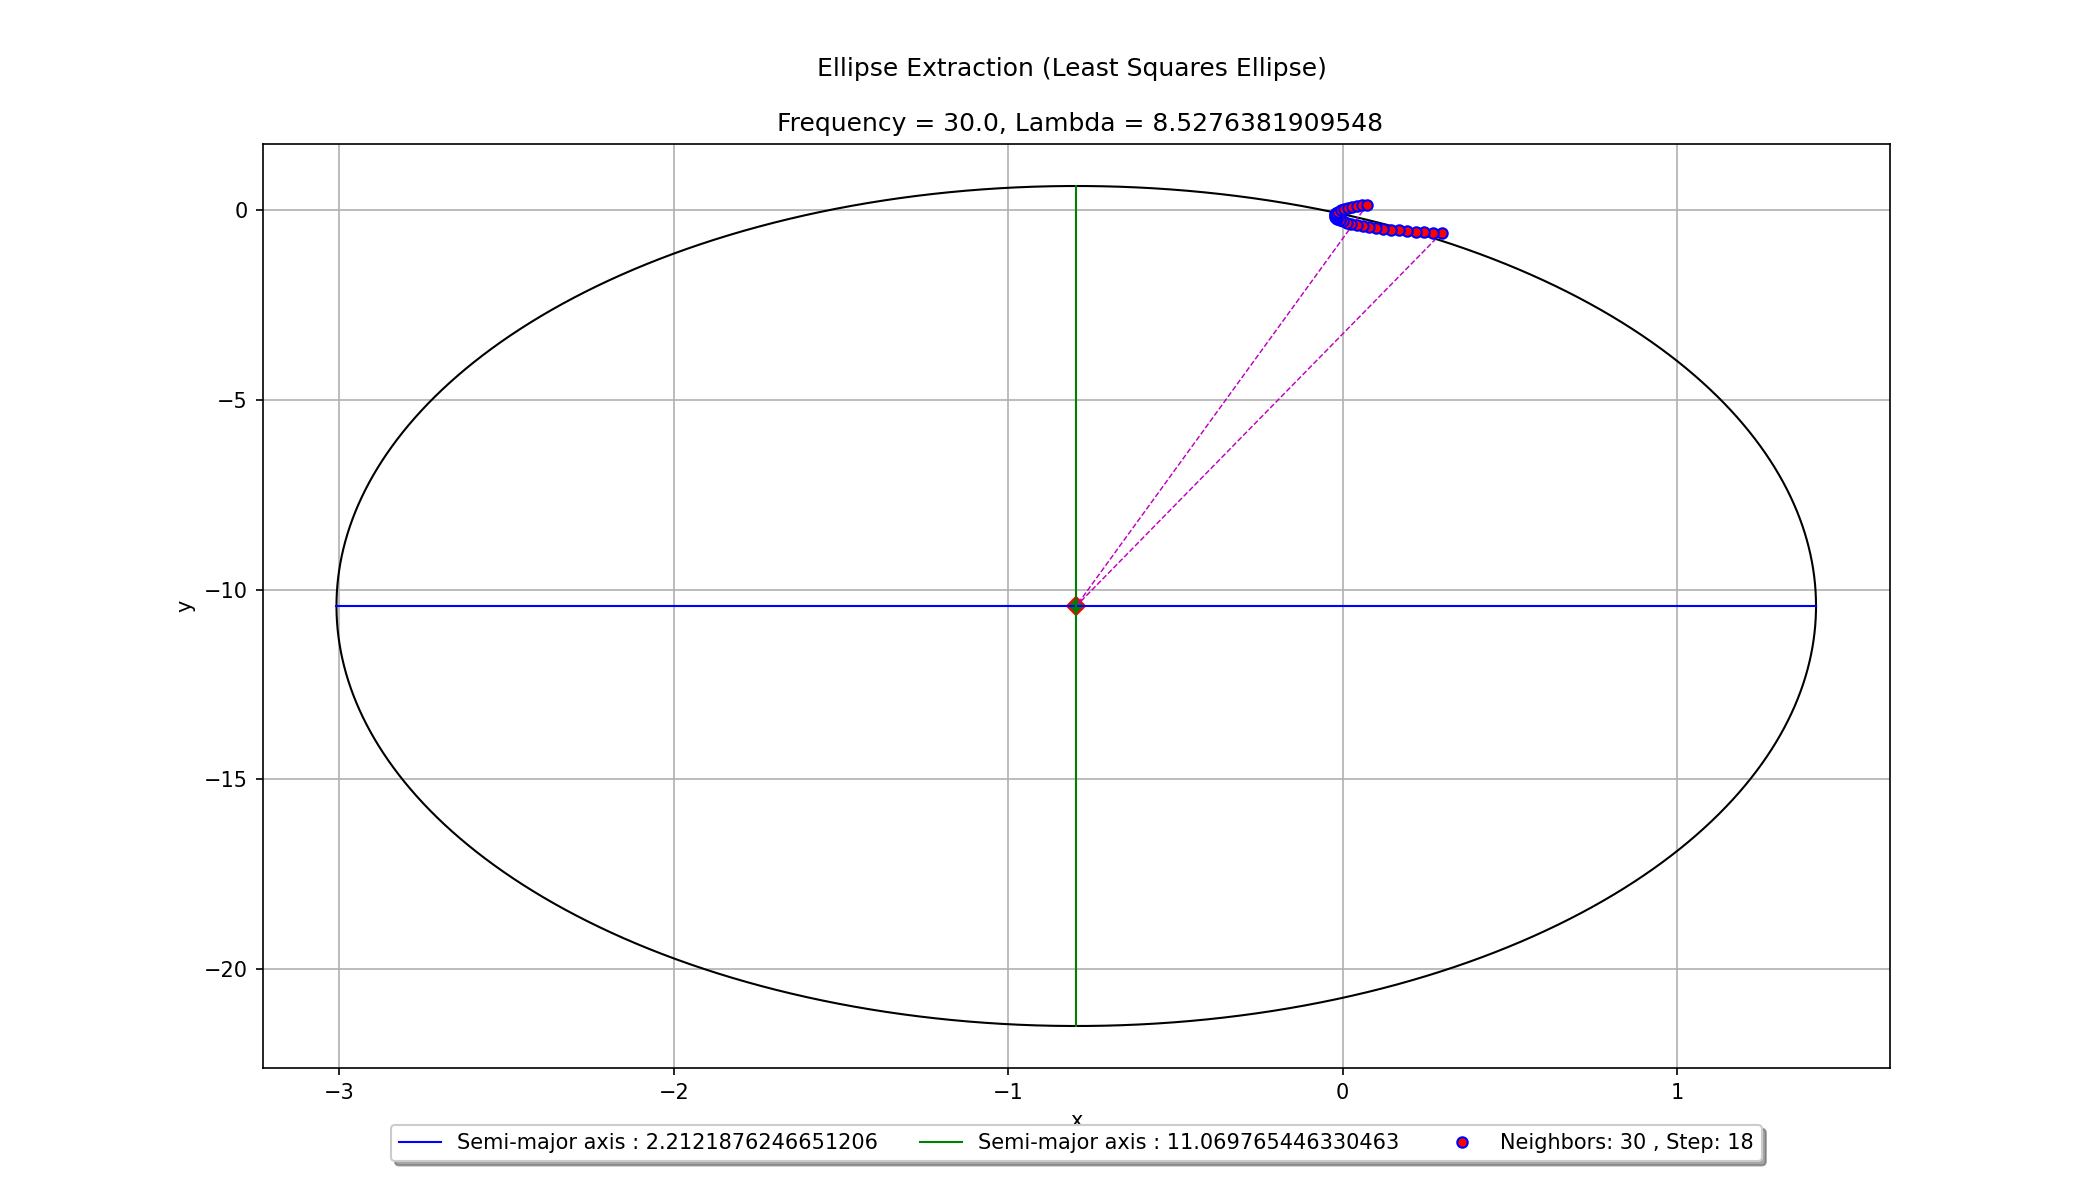 Ellipse Extraction (Least Squares Ellipse)
Frequency = 30.0, Lambda = 8.5276381909548
0
−5
−10
−15
−20
y
−3
−2
−1
0
1
x
Semi-major axis : 2.2121876246651206
Semi-major axis : 11.069765446330463
Neighbors: 30 , Step: 18